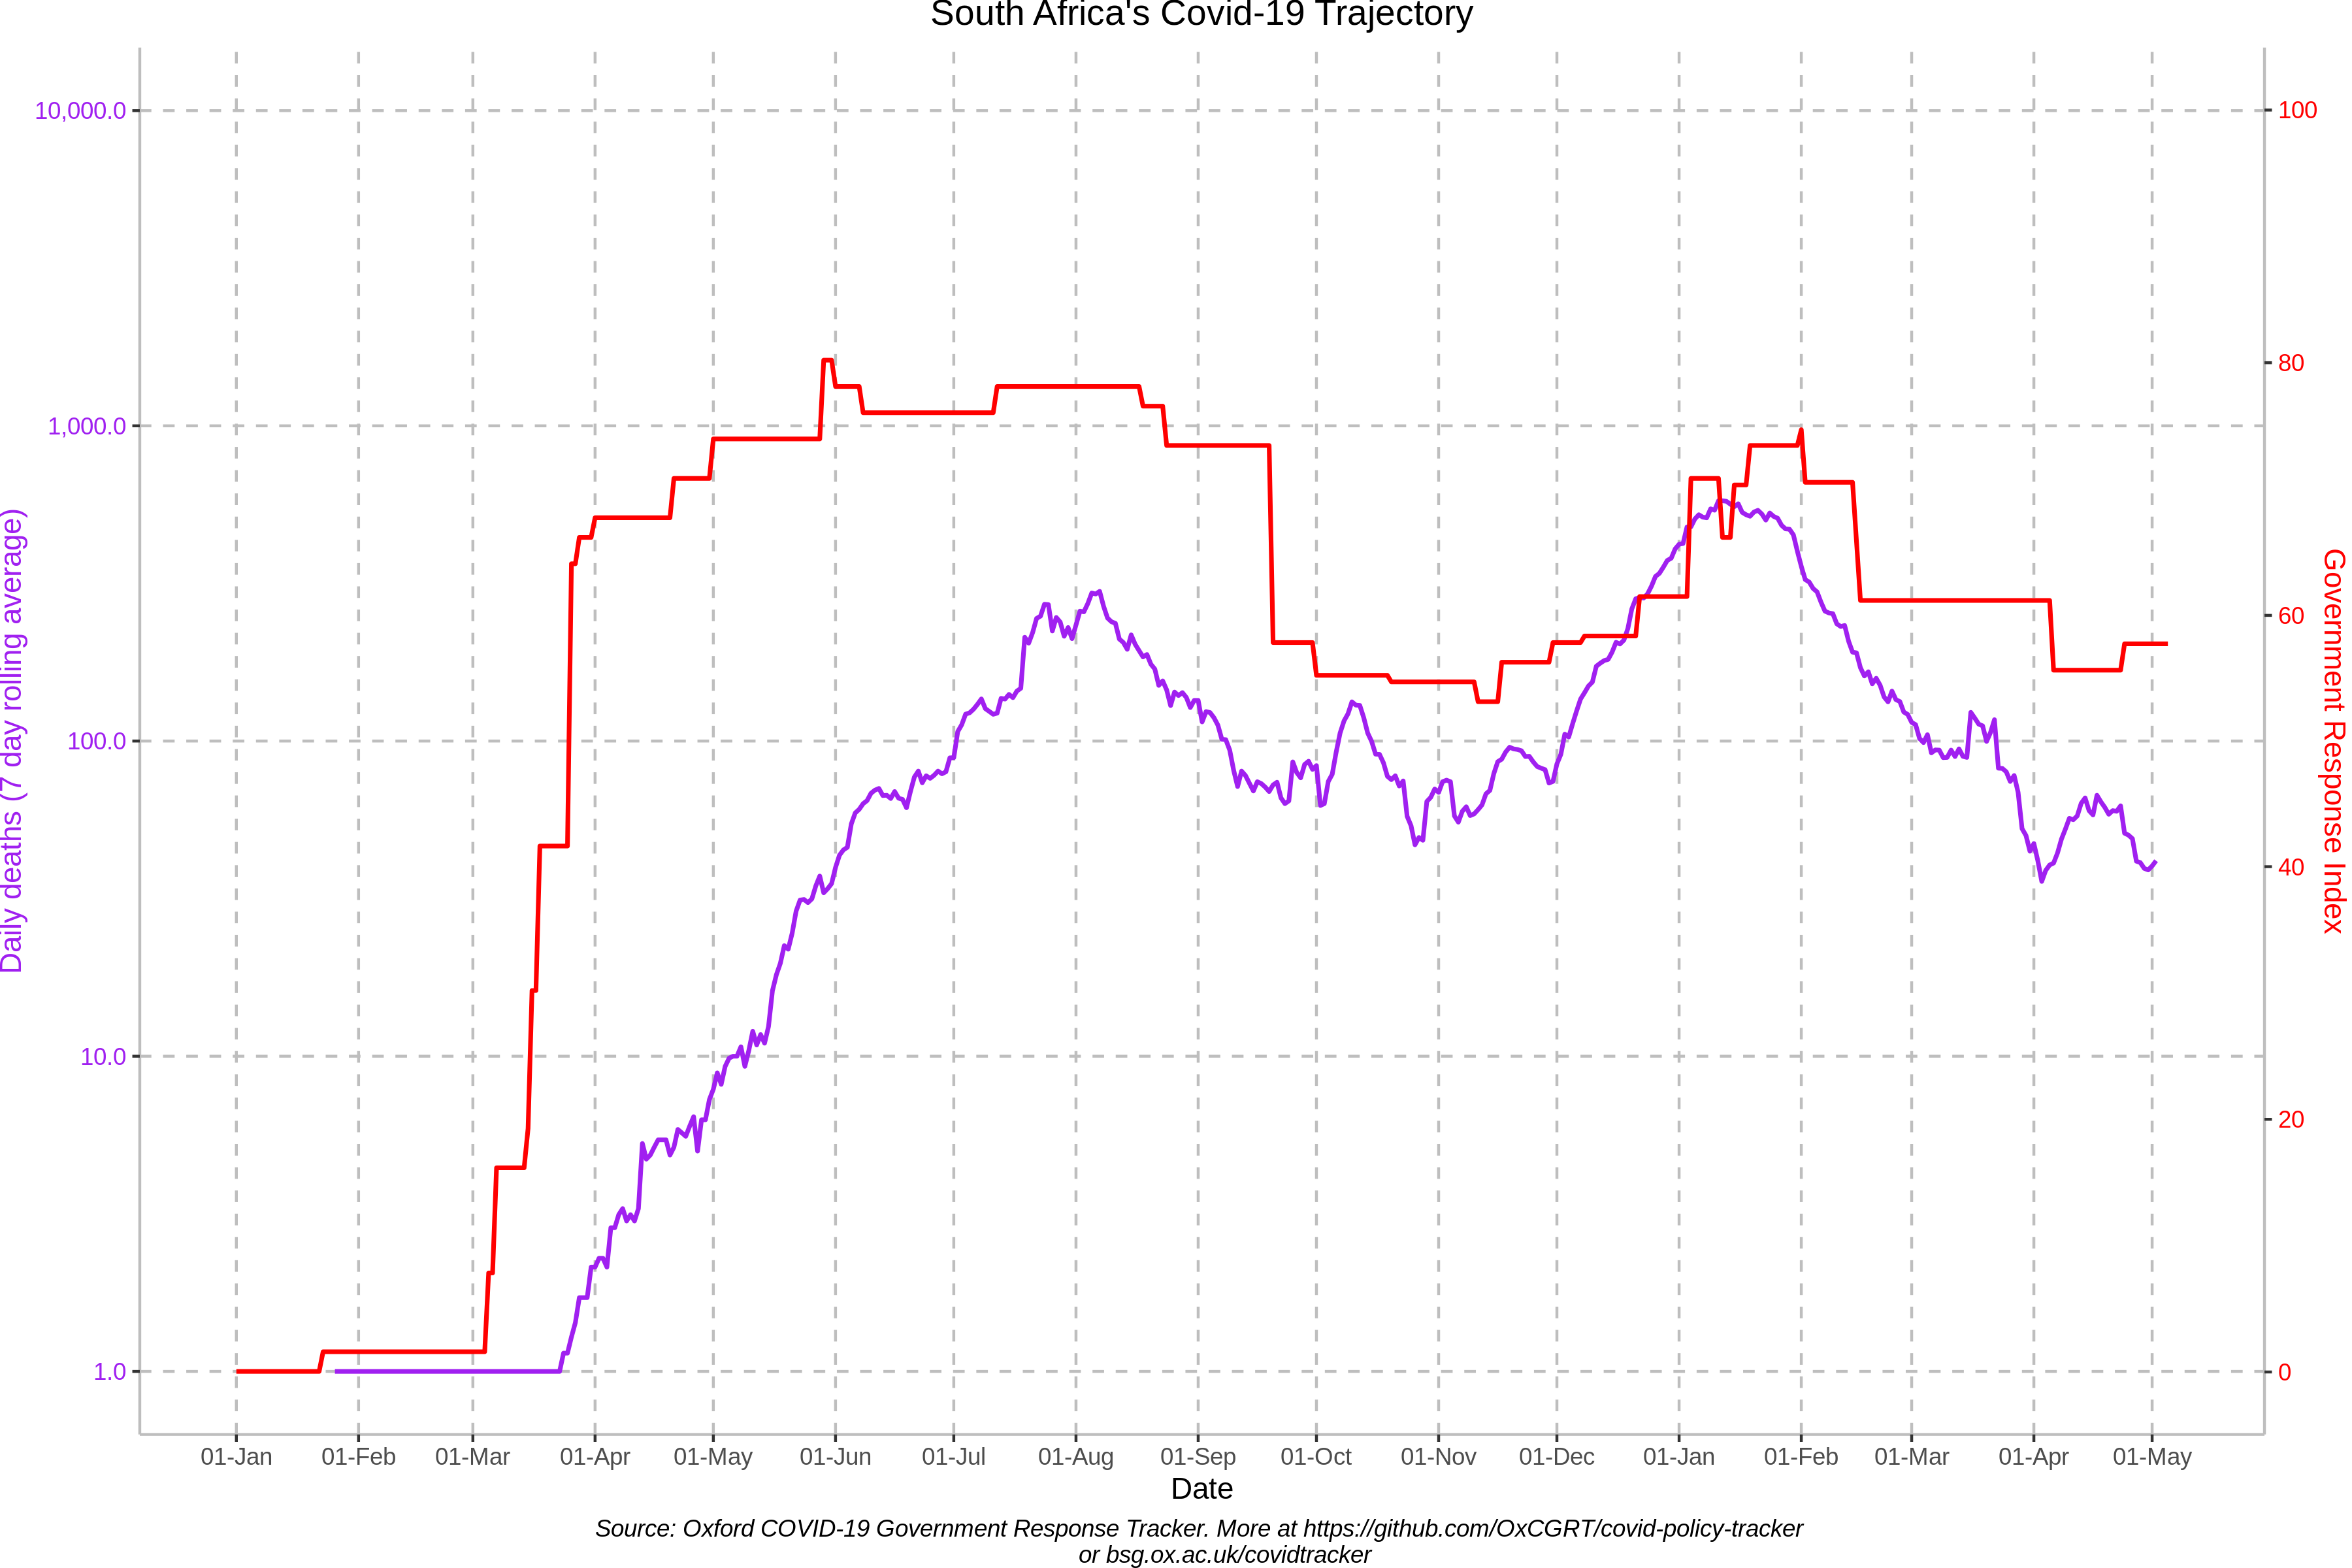 South Africa's Covid-19 Trajectory
10,000.0
1,000.0
100.0
10.0
1.0
Daily deaths (7 day rolling average)
100
80
60
40
20
0
Government Response Index
01-Jan 01-Feb 01-Mar 01-Apr 01-May 01-Jun 01-Jul 01-Aug 01-Sep 01-Oct 01-Nov 01-Dec 01-Jan 01-Feb 01-Mar 01-Apr 01-May
Date
Source: Oxford COVID-19 Government Response Tracker. More at https://github.com/OxCGRT/covid-policy-tracker
or bsg.ox.ac.uk/covidtracker